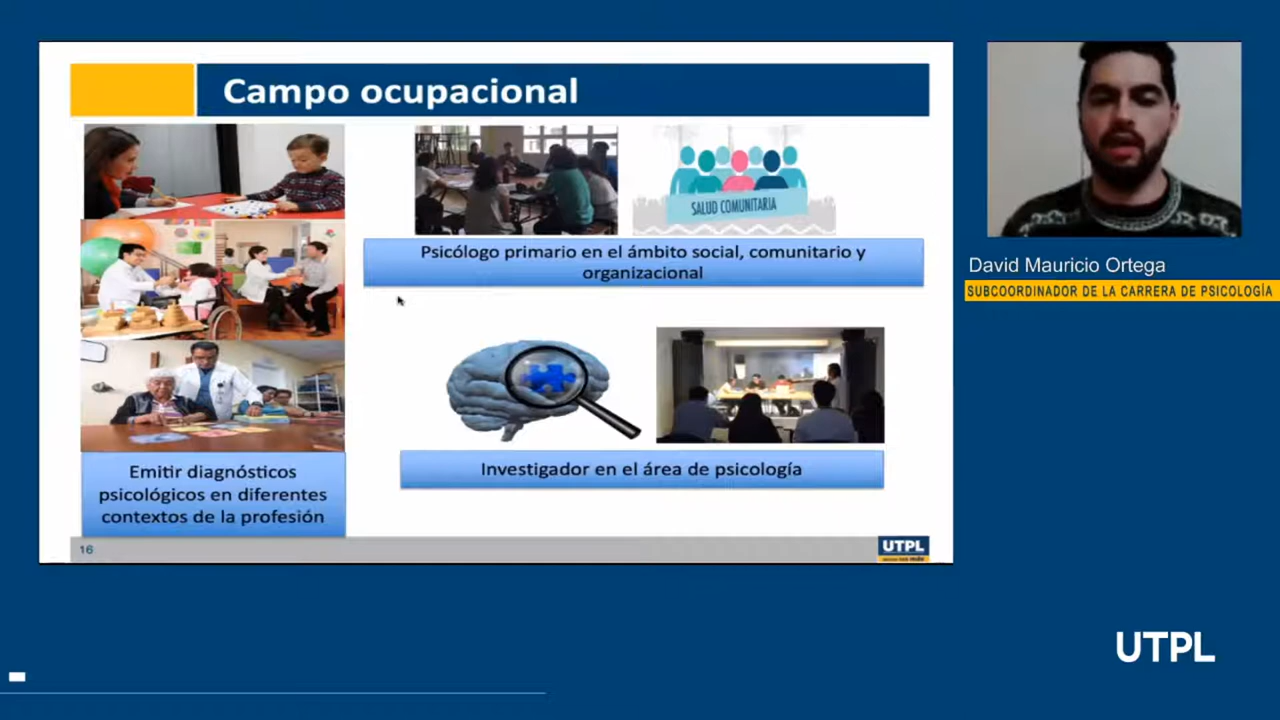 Campo ocupacional
SALUD COMUNITARIA
Psicólogo primario en el ámbito social, comunitario y
organizacional
Investigador en el área de psicología
Emitir diagnósticos
psicológicos en diferentes
contextos de la profesión
16
UTPL
David Mauricio Ortega
SUBCOORDINADOR DE LA CARRERA DE PSICOLOGÍA
UTPL